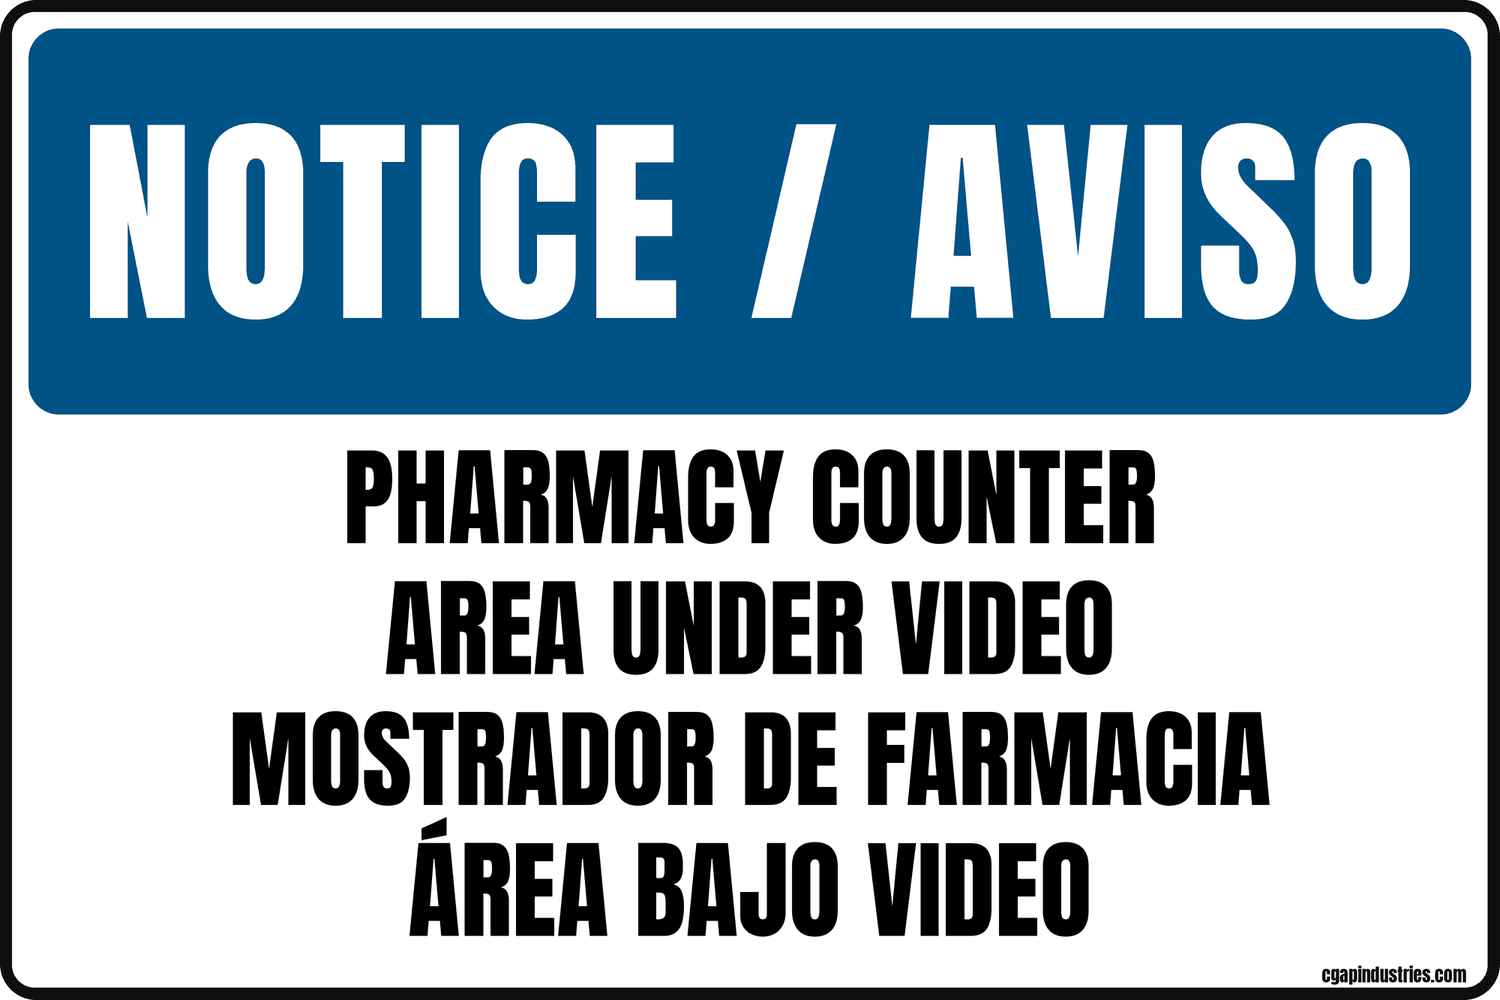 NOTICE / AVISO
PHARMACY COUNTER
AREA UNDER VIDEO
MOSTRADOR DE FARMACIA
ÁREA BAJO VIDEO
cgapindustries.com